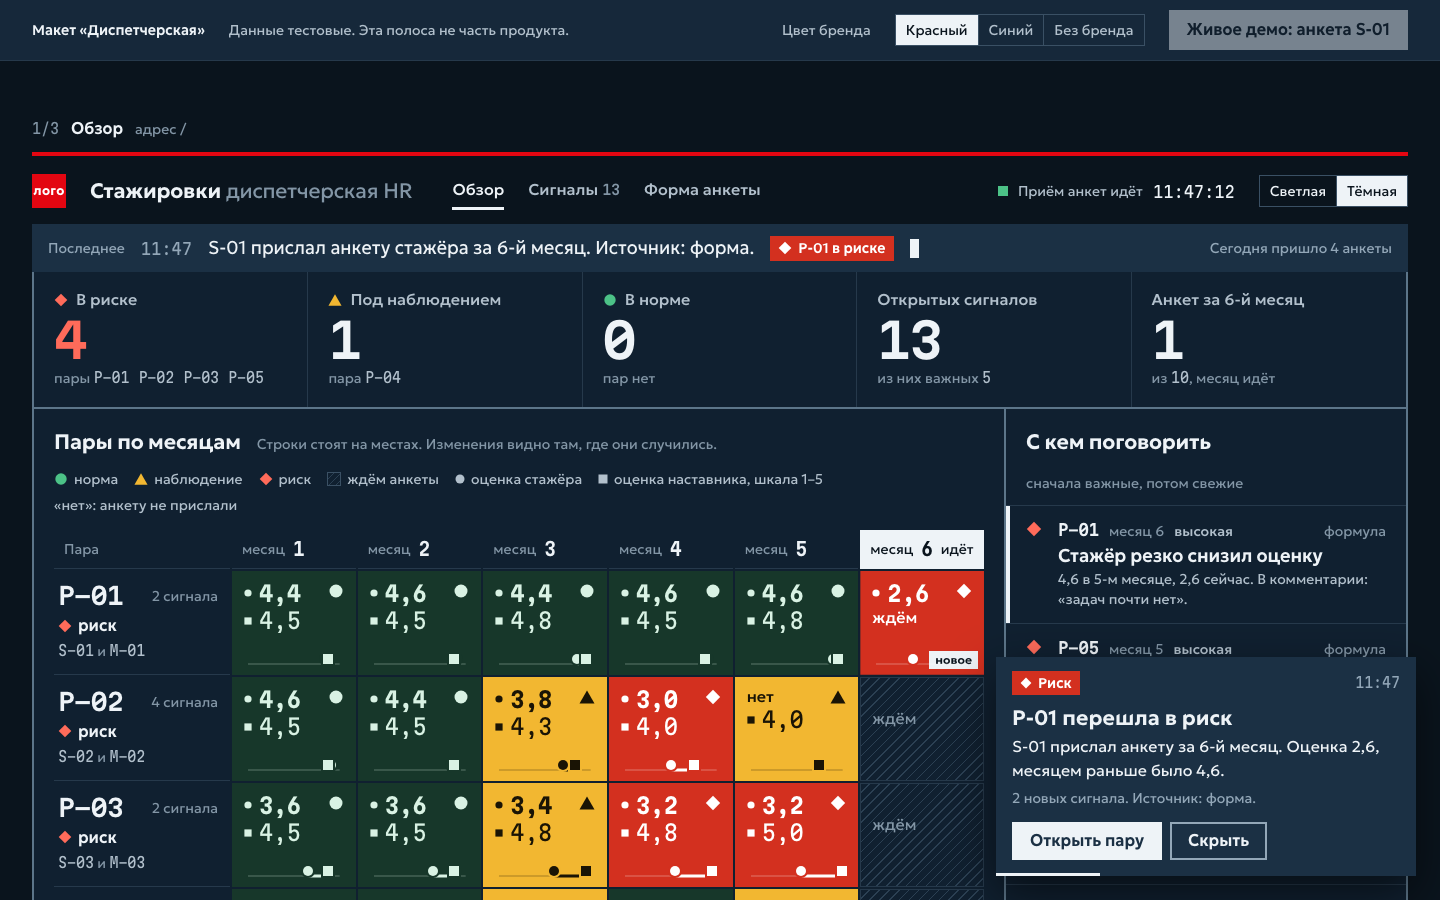 Макет «Диспетчерская» Данные тестовые. Эта полоса не часть продукта. Цвет бренда Красный Синий Без бренда Живое демо: анкета S-01
1/3 Обзор адрес /
лого Стажировки диспетчерская HR Обзор Сигналы 13 Форма анкеты Приём анкет идёт 11:47:12 Светлая Тёмная
Последнее 11:47 S-01 прислал анкету стажёра за 6-й месяц. Источник: форма. P-01 в риске Сегодня пришло 4 анкеты
В риске Под наблюдением В норме Открытых сигналов Анкет за 6-й месяц
4 1 0 13 1
пары P-01 P-02 P-03 P-05 пара P-04 пар нет из них важных 5 из 10, месяц идёт
Пары по месяцам Строки стоят на местах. Изменения видно там, где они случились.
норма наблюдение риск ждём анкеты оценка стажёра оценка наставника, шкала 1–5
«нет»: анкету не прислали
Пара месяц 1 месяц 2 месяц 3 месяц 4 месяц 5 месяц 6 идёт
P-01 2 сигнала 4,4 4,6 4,4 4,6 4,6 2,6
риск 4,5 4,5 4,8 4,5 4,8 ждём
S-01 и M-01 новое
P-02 4 сигнала 4,6 4,4 3,8 3,0 нет ждём
риск 4,5 4,5 4,3 4,0 4,0
S-02 и M-02
P-03 2 сигнала 3,6 3,6 3,4 3,2 3,2 ждём
риск 4,5 4,5 4,8 4,8 5,0
S-03 и M-03
С кем поговорить
сначала важные, потом свежие
P-01 месяц 6 высокая формула
Стажёр резко снизил оценку
4,6 в 5-м месяце, 2,6 сейчас. В комментарии:
«задач почти нет».
P-05 месяц 5 высокая формула
Риск 11:47
P-01 перешла в риск
S-01 прислал анкету за 6-й месяц. Оценка 2,6,
месяцем раньше было 4,6.
2 новых сигнала. Источник: форма.
Открыть пару Скрыть